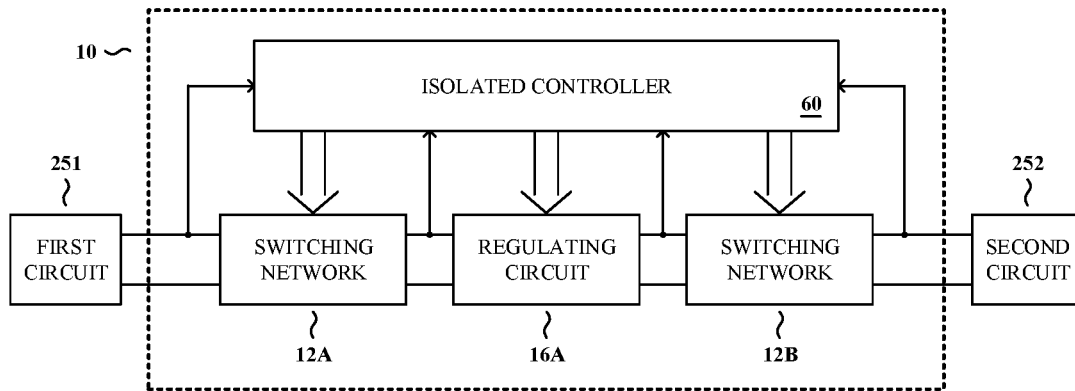 10
ISOLATED CONTROLLER
60
251
252
FIRST
CIRCUIT
SWITCHING
NETWORK
REGULATING
CIRCUIT
SWITCHING
NETWORK
SECOND
CIRCUIT
12A
16A
12B